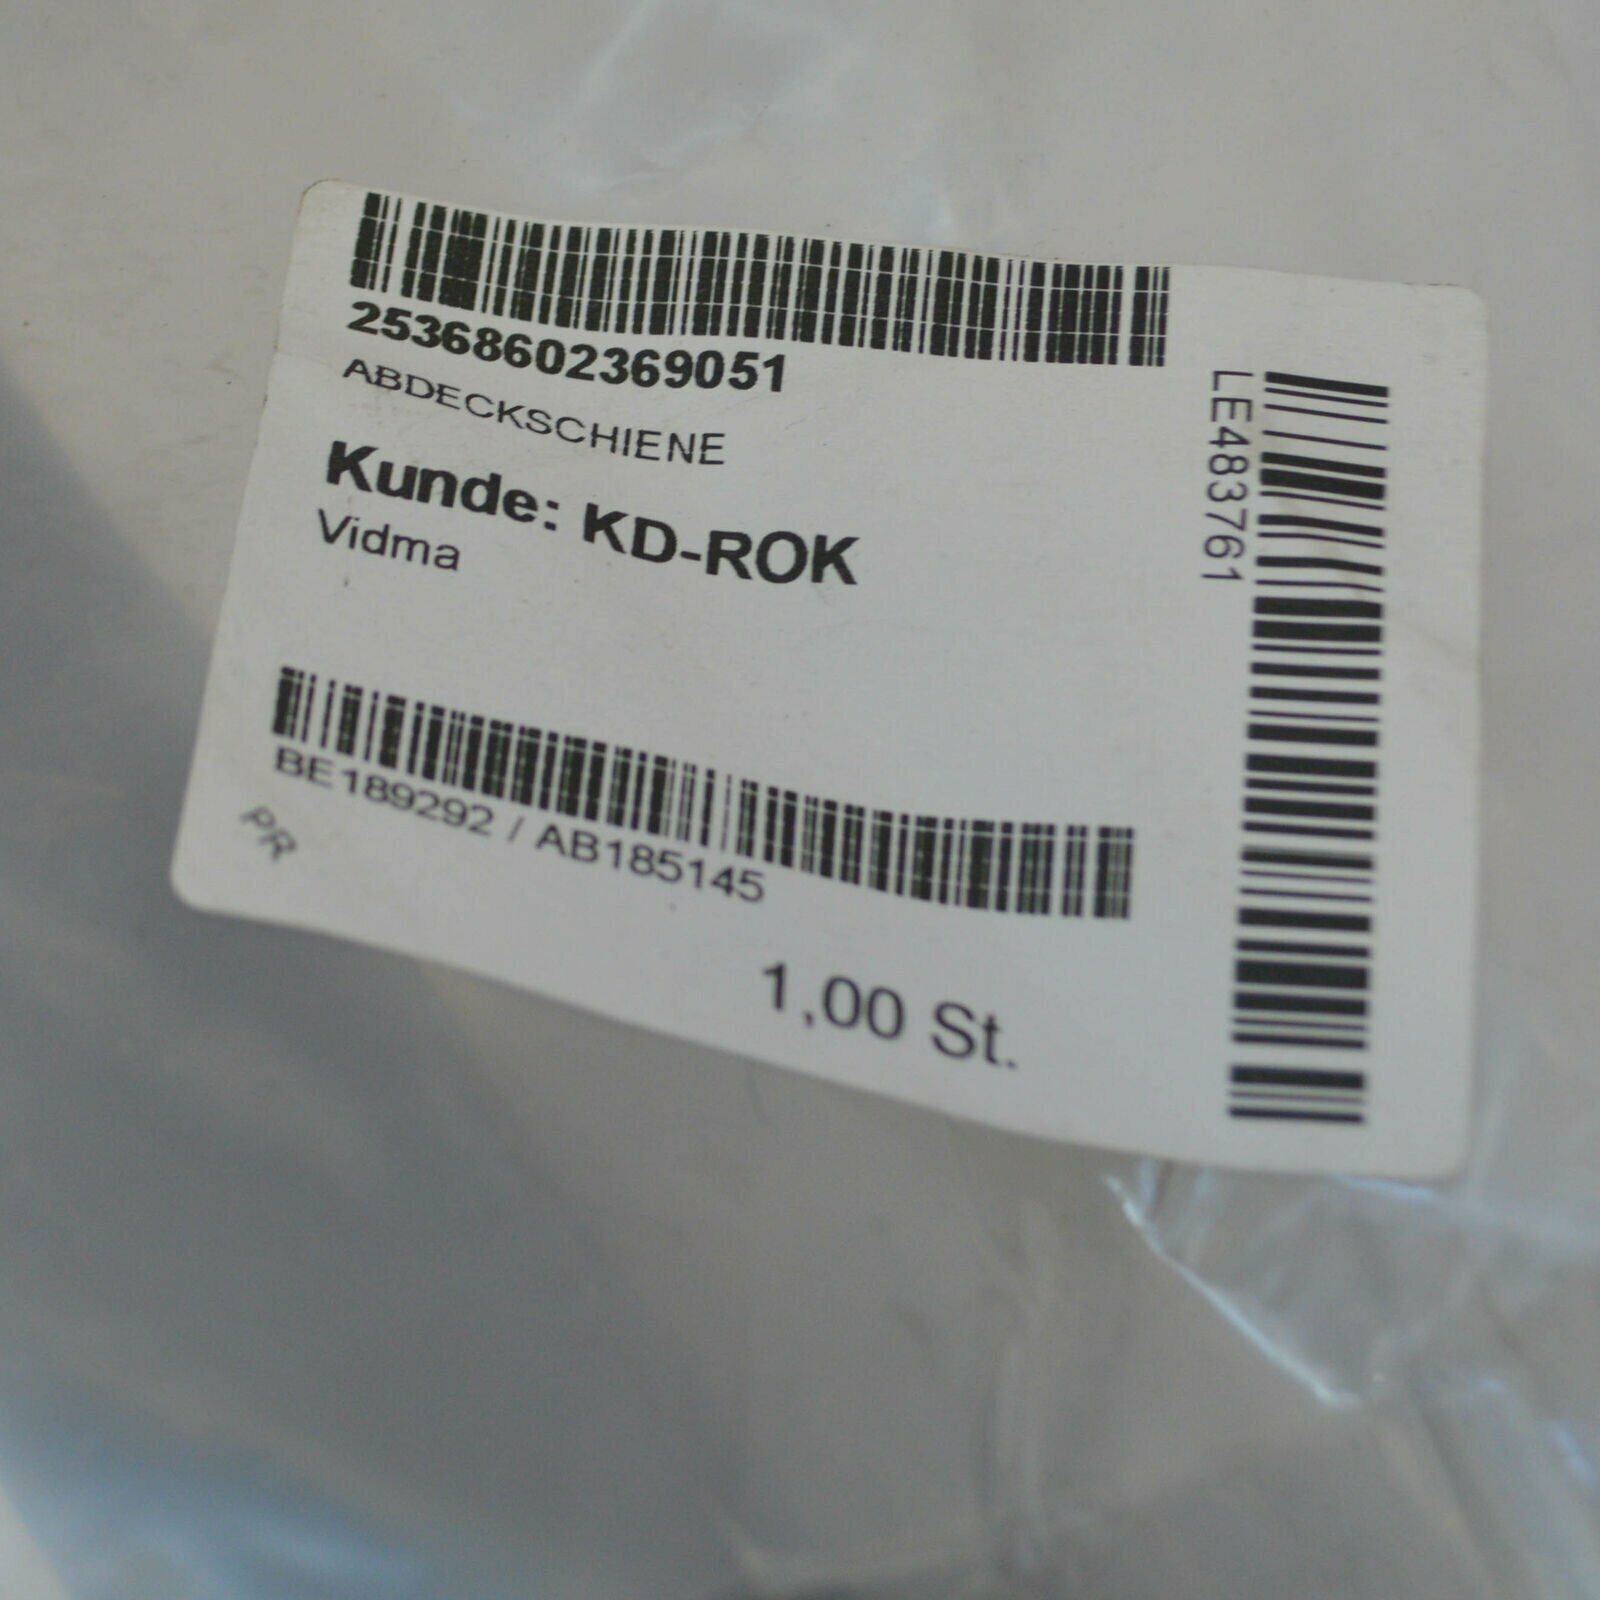 25368602369051
ABDECKSCHIENE
Kunde: KD-ROK
Vidma
BE189292 / AB185145
PR
1,00 St.
LE483761